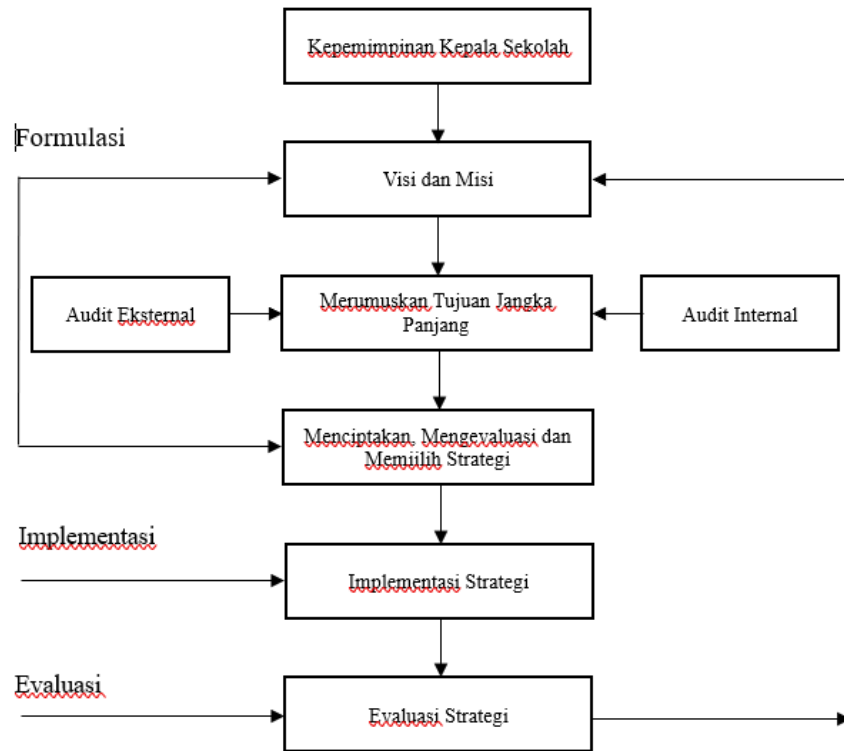 Kepemimpinan Kepala Sekolah
Formulasi
Visi dan Misi
Audit Eksternal
Merumuskan Tujuan Jangka
Panjang
Audit Internal
Menciptakan, Mengevaluasi dan
Memiilih Strategi
Implementasi
Implementasi Strategi
Evaluasi
Evaluasi Strategi